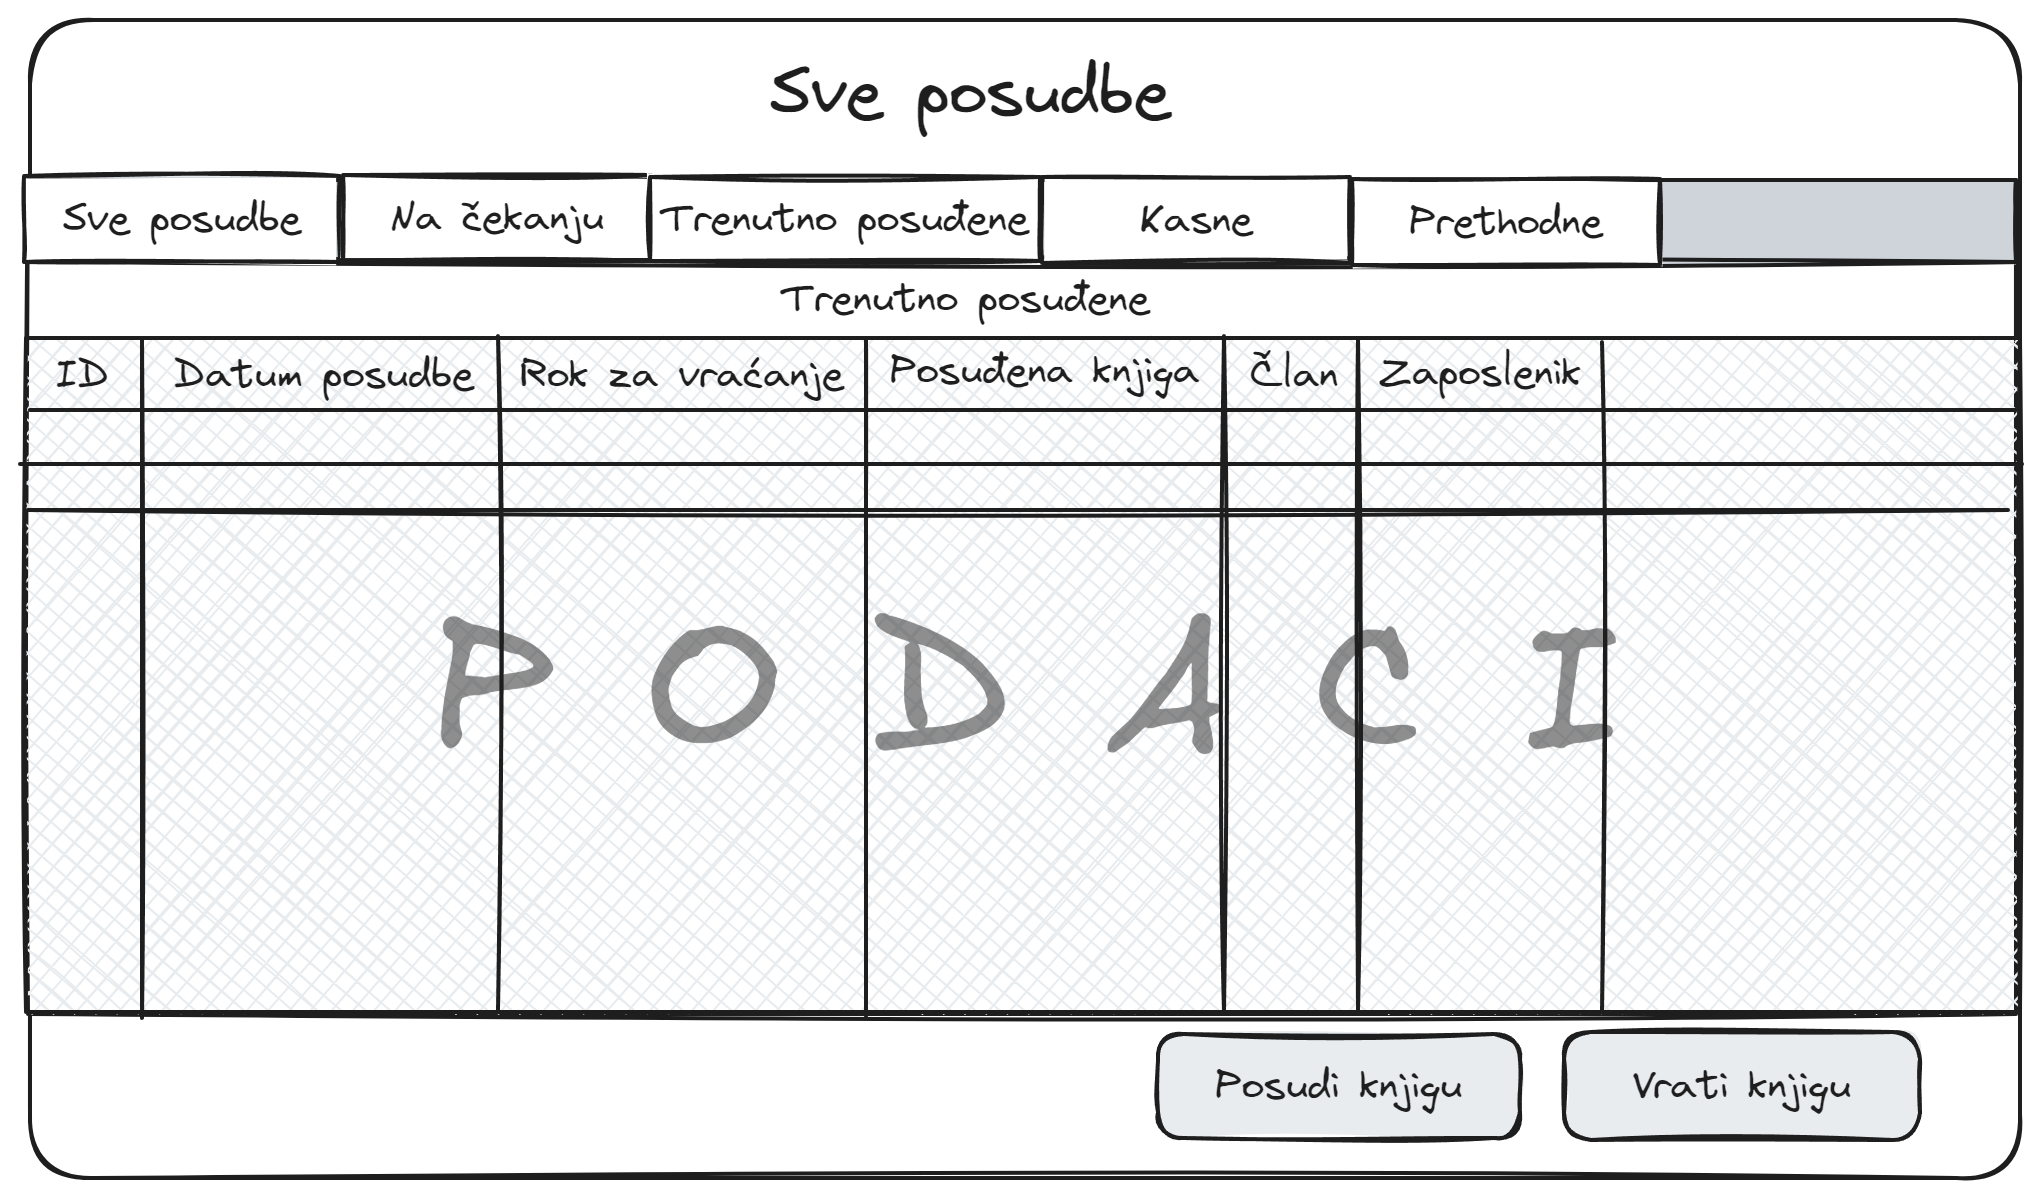 Sve posudbe
Sve posudbe Na čekanju Trenutno posuđene Kasne Prethodne
Trenutno posuđene
ID Datum posudbe Rok za vraćanje Posuđena knjiga Član Zaposlenik
P O D A C I
Posudi knjigu Vrati knjigu